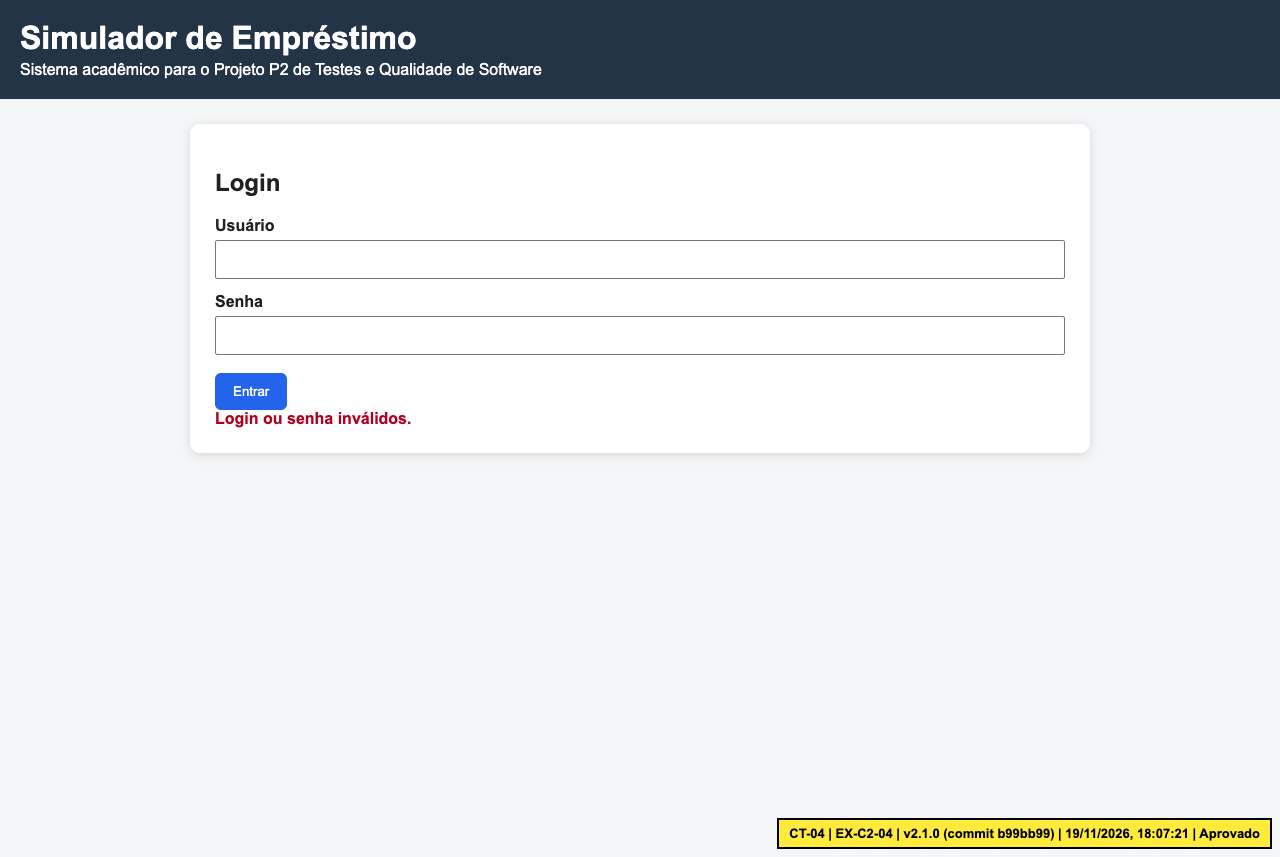 Simulador de Empréstimo
Sistema acadêmico para o Projeto P2 de Testes e Qualidade de Software
Login
Usuário
Senha
Entrar
Login ou senha inválidos.
CT-04 | EX-C2-04 | v2.1.0 (commit b99bb99) | 19/11/2026, 18:07:21 | Aprovado